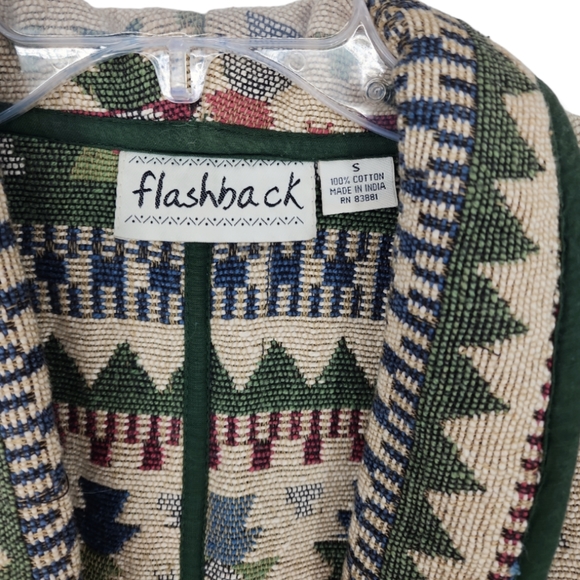 flashback
S
100% COTTON
MADE IN INDIA
RN 83881